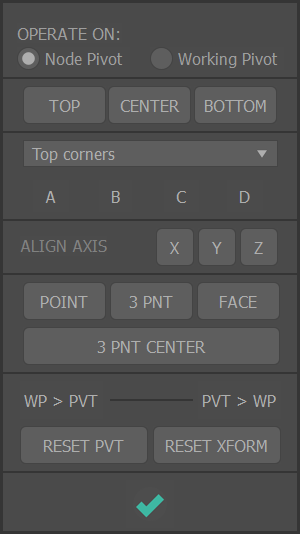 OPERATE ON:
Node Pivot Working Pivot
TOP CENTER BOTTOM
Top corners
A B C D
ALIGN AXIS X Y Z
POINT 3 PNT FACE
3 PNT CENTER
WP > PVT PVT > WP
RESET PVT RESET XFORM